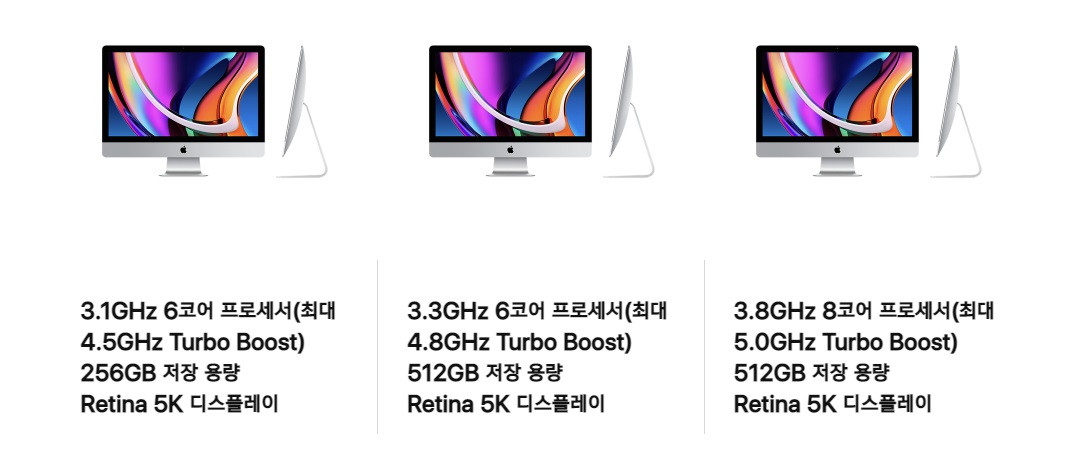 3.1GHz 6코어 프로세서(최대
4.5GHz Turbo Boost)
256GB 저장 용량
Retina 5K 디스플레이
3.3GHz 6코어 프로세서(최대
4.8GHz Turbo Boost)
512GB 저장 용량
Retina 5K 디스플레이
3.8GHz 8코어 프로세서(최대
5.0GHz Turbo Boost)
512GB 저장 용량
Retina 5K 디스플레이